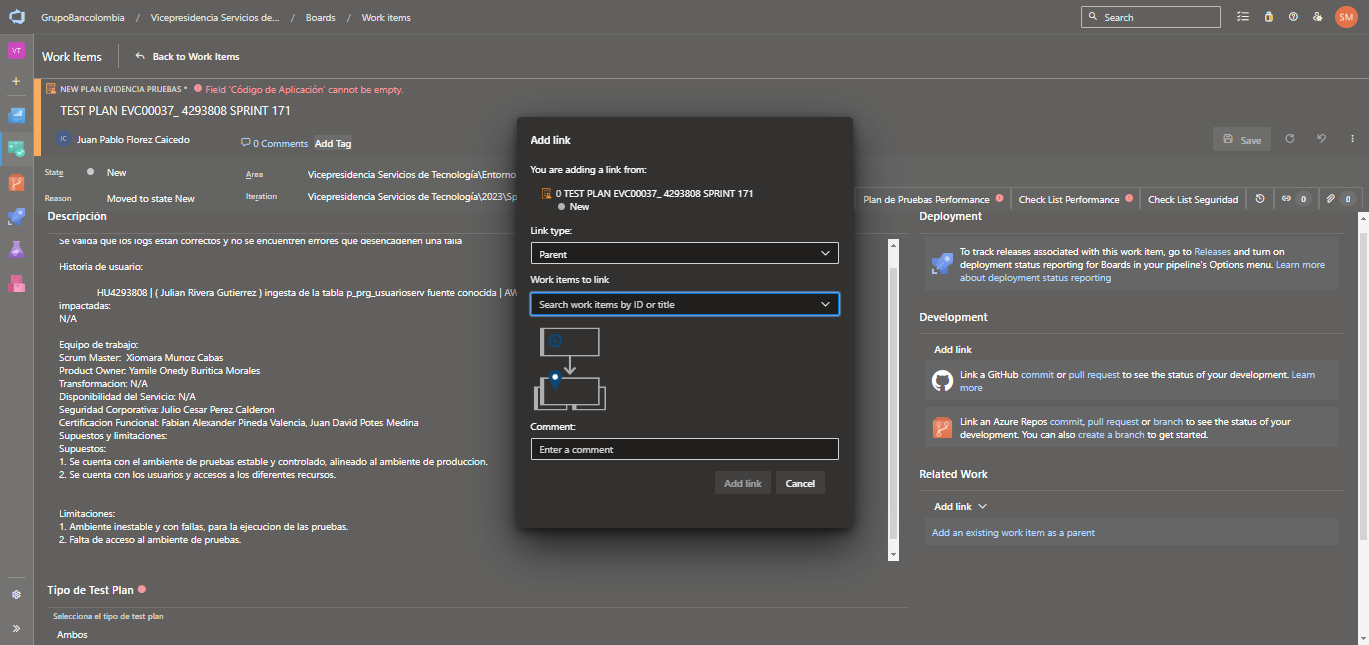 GrupoBancolombia / Vicepresidencia Servicios de... / Boards / Work items
Search
SM
VT
Work Items
Back to Work Items
NEW PLAN EVIDENCIA PRUEBAS * Field 'Código de Aplicación' cannot be empty.
TEST PLAN EVC00037_ 4293808 SPRINT 171
JC Juan Pablo Florez Caicedo
0 Comments
Add Tag
Save
State
New
Area
Vicepresidencia Servicios de Tecnología\Entorno
Reason
Moved to state New
Iteration
Vicepresidencia Servicios de Tecnología\2023\Sp
Plan de Pruebas Performance
Check List Performance
Check List Seguridad
0
0
Descripción
Se valida que los logs estan correctos y no se encuentren errores que desencadenen una falla
Historia de usuario:
HU4293808 | ( Julian Rivera Gutierrez ) ingesta de la tabla p_prg_usuarioserv fuente conocida | AW
impactadas:
N/A
Equipo de trabajo:
Scrum Master: Xiomara Munoz Cabas
Product Owner: Yamile Onedy Buritica Morales
Transformacion: N/A
Disponibilidad del Servicio: N/A
Seguridad Corporativa: Julio Cesar Perez Calderon
Certificacion Funcional: Fabian Alexander Pineda Valencia, Juan David Potes Medina
Supuestos y limitaciones:
Supuestos:
1. Se cuenta con el ambiente de pruebas estable y controlado, alineado al ambiente de produccion.
2. Se cuenta con los usuarios y accesos a los diferentes recursos.
Limitaciones:
1. Ambiente inestable y con fallas, para la ejecucion de las pruebas.
2. Falta de acceso al ambiente de pruebas.
Tipo de Test Plan
Selecciona el tipo de test plan
Ambos
Add link
You are adding a link from:
0 TEST PLAN EVC00037_ 4293808 SPRINT 171
New
Link type:
Parent
Work items to link
Search work items by ID or title
Comment:
Enter a comment
Add link
Cancel
Deployment
To track releases associated with this work item, go to Releases and turn on
deployment status reporting for Boards in your pipeline's Options menu. Learn more
about deployment status reporting
Development
Add link
Link a GitHub commit or pull request to see the status of your development. Learn
more
Link an Azure Repos commit, pull request or branch to see the status of your
development. You can also create a branch to get started.
Related Work
Add link
Add an existing work item as a parent